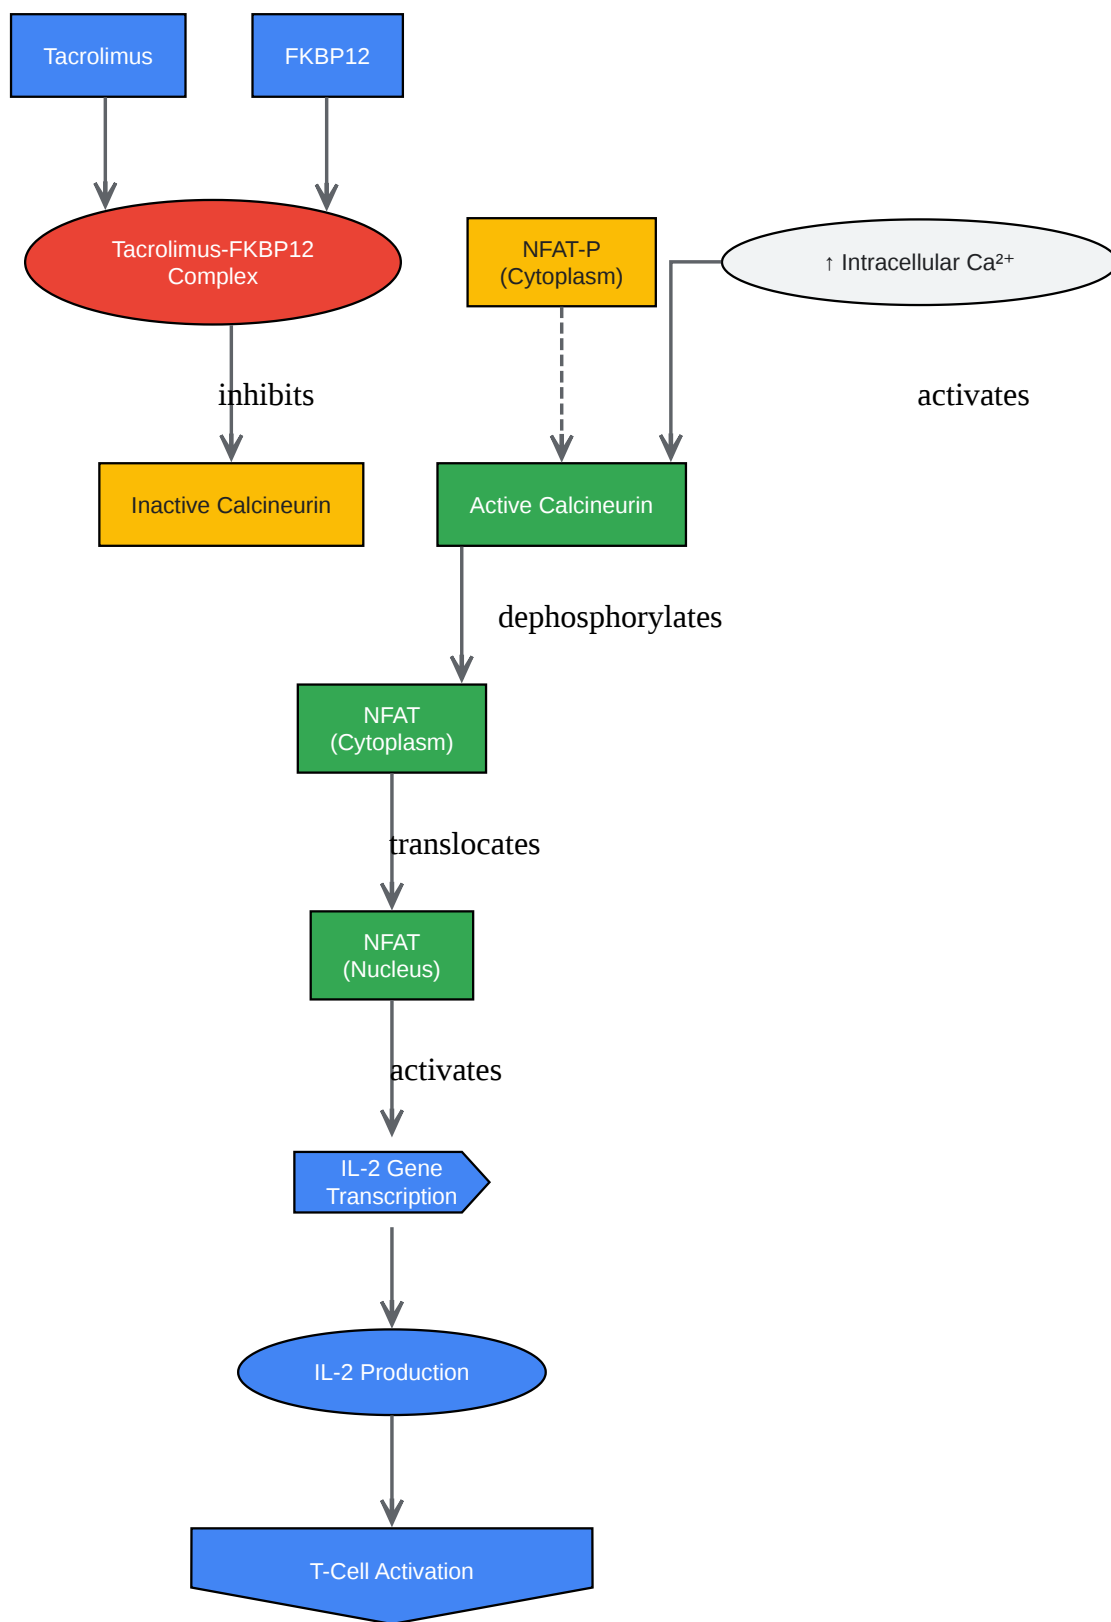 Tacrolimus
FKBP12
Tacrolimus-FKBP12
Complex
NFAT-P
(Cytoplasm)
↑ Intracellular Ca²⁺
inhibits
activates
Inactive Calcineurin
Active Calcineurin
dephosphorylates
NFAT
(Cytoplasm)
translocates
NFAT
(Nucleus)
activates
IL-2 Gene
Transcription
IL-2 Production
T-Cell Activation